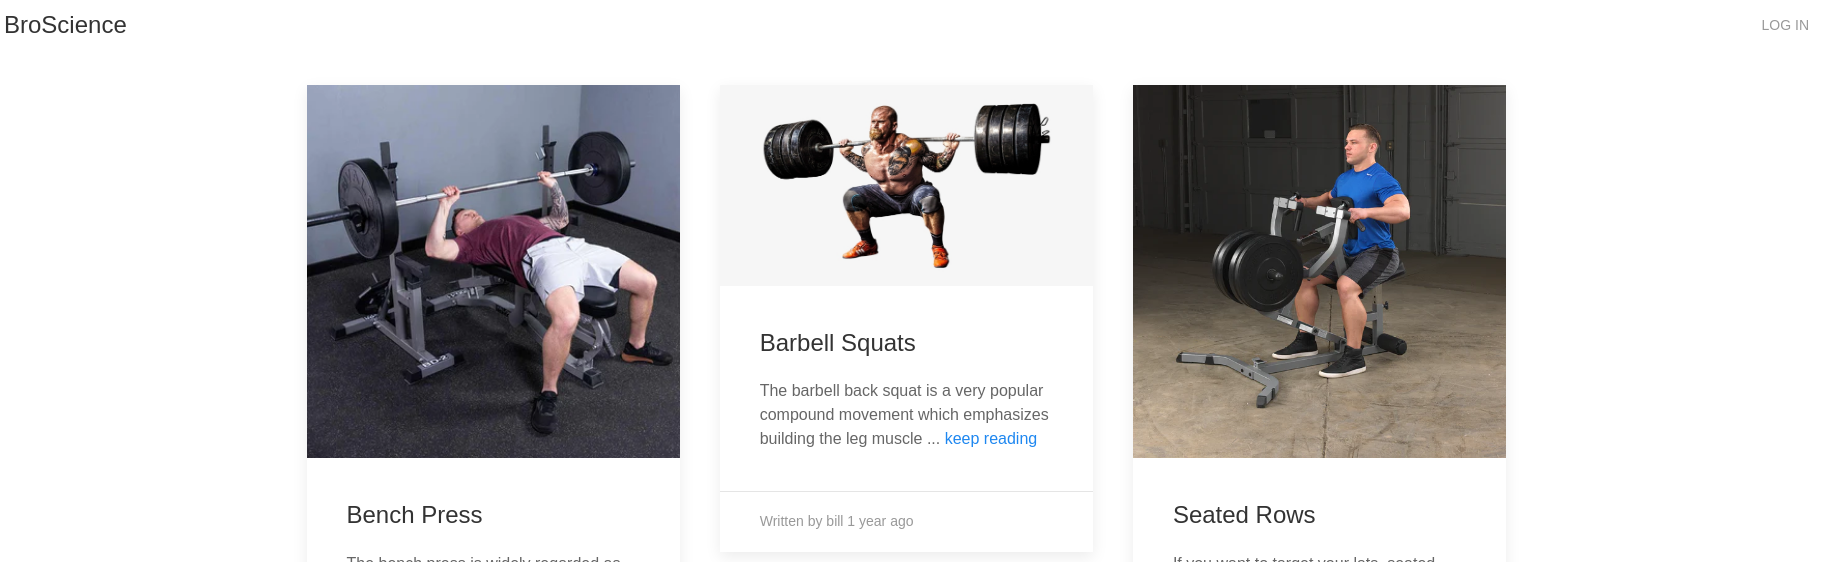 BroScience
LOG IN
Barbell Squats
The barbell back squat is a very popular
compound movement which emphasizes
building the leg muscle ... keep reading
Written by bill 1 year ago
Bench Press
The bench press is widely regarded as
Seated Rows
If you want to target your lats, seated